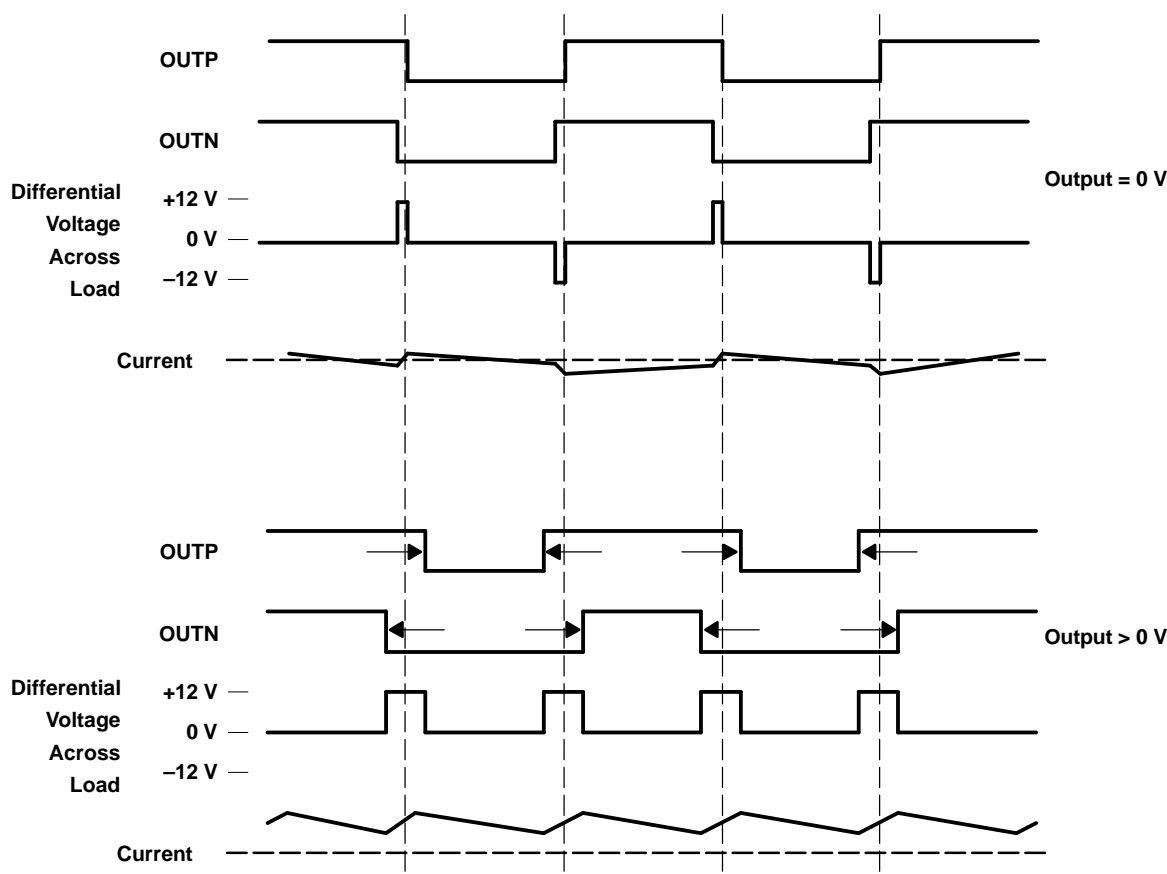 OUTP
OUTN
Output = 0 V
Differential
Voltage
Across
Load
+12 V
0 V
–12 V
Current
OUTP
OUTN
Output > 0 V
Differential
Voltage
Across
Load
+12 V
0 V
–12 V
Current